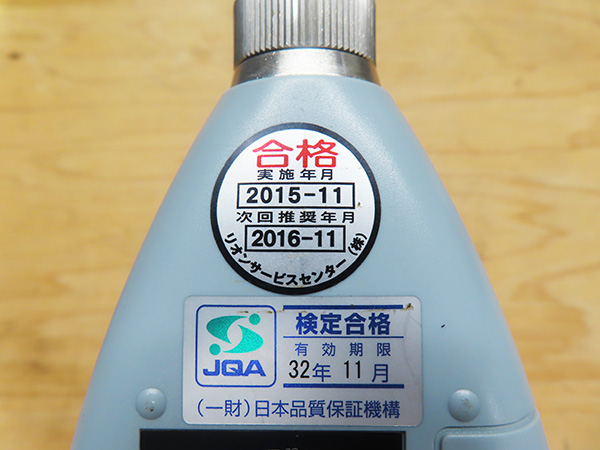 合格
実施年月
2015-11
次回推奨年月
2016-11
リオンサービスセンター(株)
JQA
検定合格
有効期限
32年 11月
(一財)日本品質保証機構